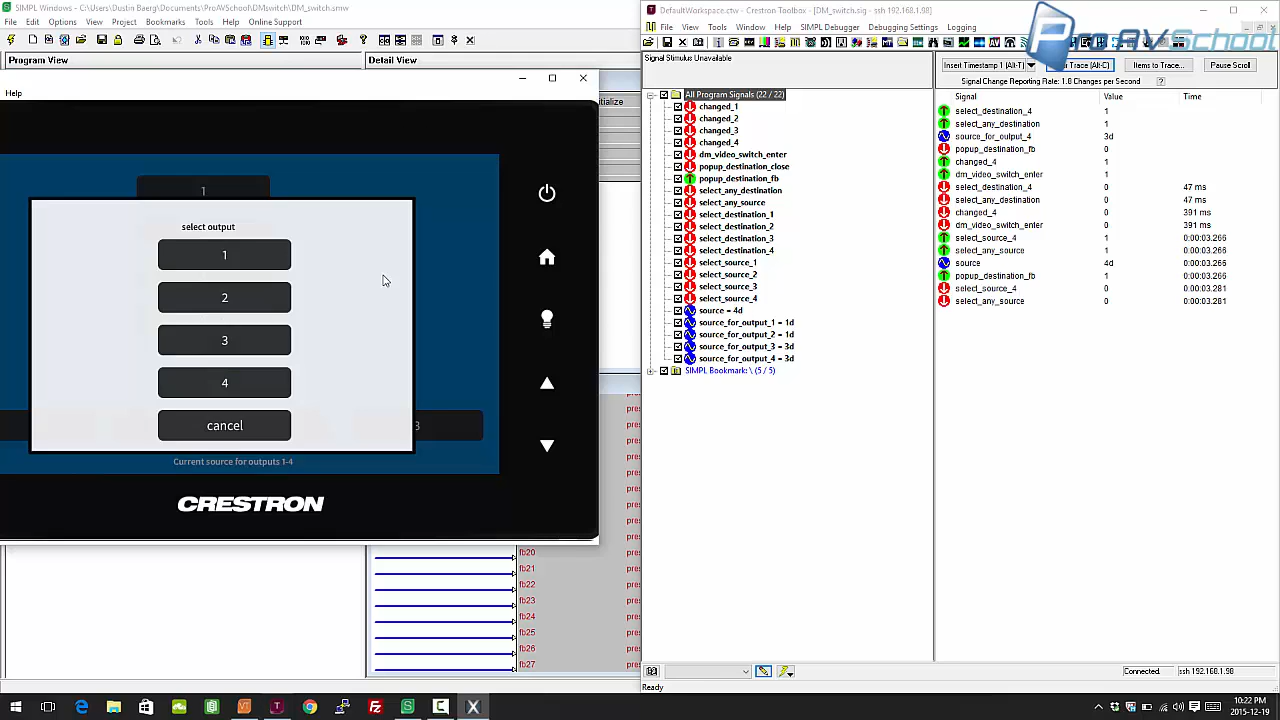 SIMPL Windows - C:\Users\Dustin Baerg\Documents\ProAVSchool\DMswitch\DM_switch.smw
File Edit Options View Project Bookmarks Tools Help Online Support
Program View
Detail View
Help
1
select output
1
2
3
4
cancel
3
Current source for outputs 1-4
CRESTRON
fb20
fb21
fb22
fb23
fb24
fb25
fb26
fb27
DefaultWorkspace.ctw - Crestron Toolbox - [DM_switch.sig - ssh 192.168.1.98]
File View Tools Window Help SIMPL Debugger Debugging Settings Logging
Pro AV School
Signal Stimulus Unavailable
Insert Timestamp 1 (Alt-T)
Trace (Alt-C)
Items to Trace...
Pause Scroll
Signal Change Reporting Rate: 1.8 Changes per Second
All Program Signals (22 / 22)
changed_1
changed_2
changed_3
changed_4
dm_video_switch_enter
popup_destination_close
popup_destination_fb
select_any_destination
select_any_source
select_destination_1
select_destination_2
select_destination_3
select_destination_4
select_source_1
select_source_2
select_source_3
select_source_4
source = 4d
source_for_output_1 = 1d
source_for_output_2 = 1d
source_for_output_3 = 3d
source_for_output_4 = 3d
SIMPL Bookmark: \ (5 / 5)
Signal Value Time
select_destination_4 1
select_any_destination 1
source_for_output_4 3d
popup_destination_fb 0
changed_4 1
dm_video_switch_enter 1
select_destination_4 0 47 ms
select_any_destination 0 47 ms
changed_4 0 391 ms
dm_video_switch_enter 0 391 ms
select_source_4 1 0:00:03.266
select_any_source 1 0:00:03.266
source 4d 0:00:03.266
popup_destination_fb 1 0:00:03.266
select_source_4 0 0:00:03.281
select_any_source 0 0:00:03.281
Connected. ssh 192.168.1.98
Ready
10:22 PM
2015-12-19